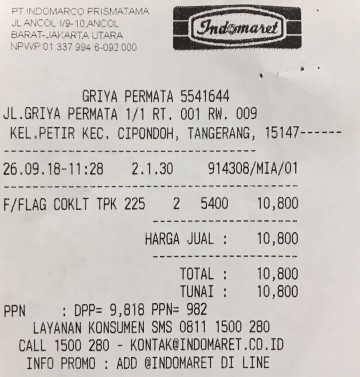 PT INDOMARCO PRISMATAMA
JL.ANCOL I/9-10,ANCOL
BARAT-JAKARTA UTARA
NPWP:01.337.994.6-092.000
Indomaret
GRIYA PERMATA 5541644
JL.GRIYA PERMATA 1/1 RT. 001 RW. 009
KEL.PETIR KEC. CIPONDOH, TANGERANG, 15147------
26.09.18-11:28 2.1.30 914308/MIA/01
F/FLAG COKLT TPK 225 2 5400 10,800
HARGA JUAL : 10,800
TOTAL : 10,800
TUNAI : 10,800
PPN : DPP= 9,818 PPN= 982
LAYANAN KONSUMEN SMS 0811 1500 280
CALL 1500 280 - KONTAK@INDOMARET.CO.ID
INFO PROMO : ADD @INDOMARET DI LINE